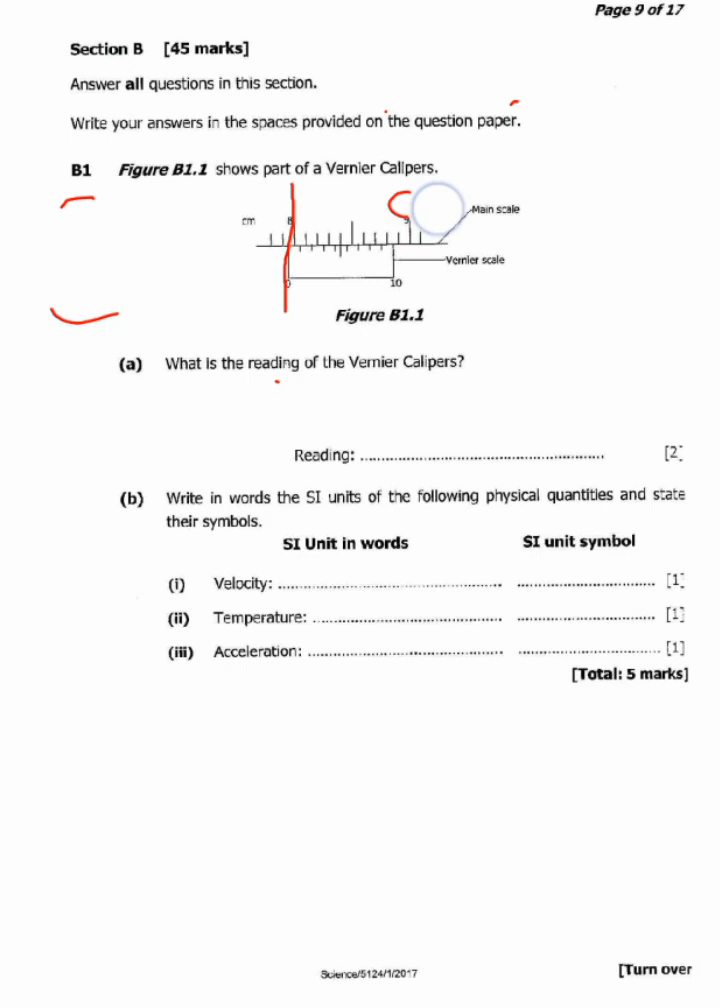 Page 9 of 17
Section B [45 marks]
Answer all questions in this section.
Write your answers in the spaces provided on the question paper.
B1 Figure B1.1 shows part of a Vernier Calipers.
cm 8 9 Main scale
Vernier scale
0 10
Figure B1.1
(a) What is the reading of the Vernier Calipers?
Reading: ........................................................ [2]
(b) Write in words the SI units of the following physical quantities and state
their symbols.
SI Unit in words SI unit symbol
(i) Velocity: ..................................................... ................................ [1]
(ii) Temperature: ............................................. ................................ [1]
(iii) Acceleration: .............................................. ................................. [1]
[Total: 5 marks]
Science/5124/1/2017
[Turn over